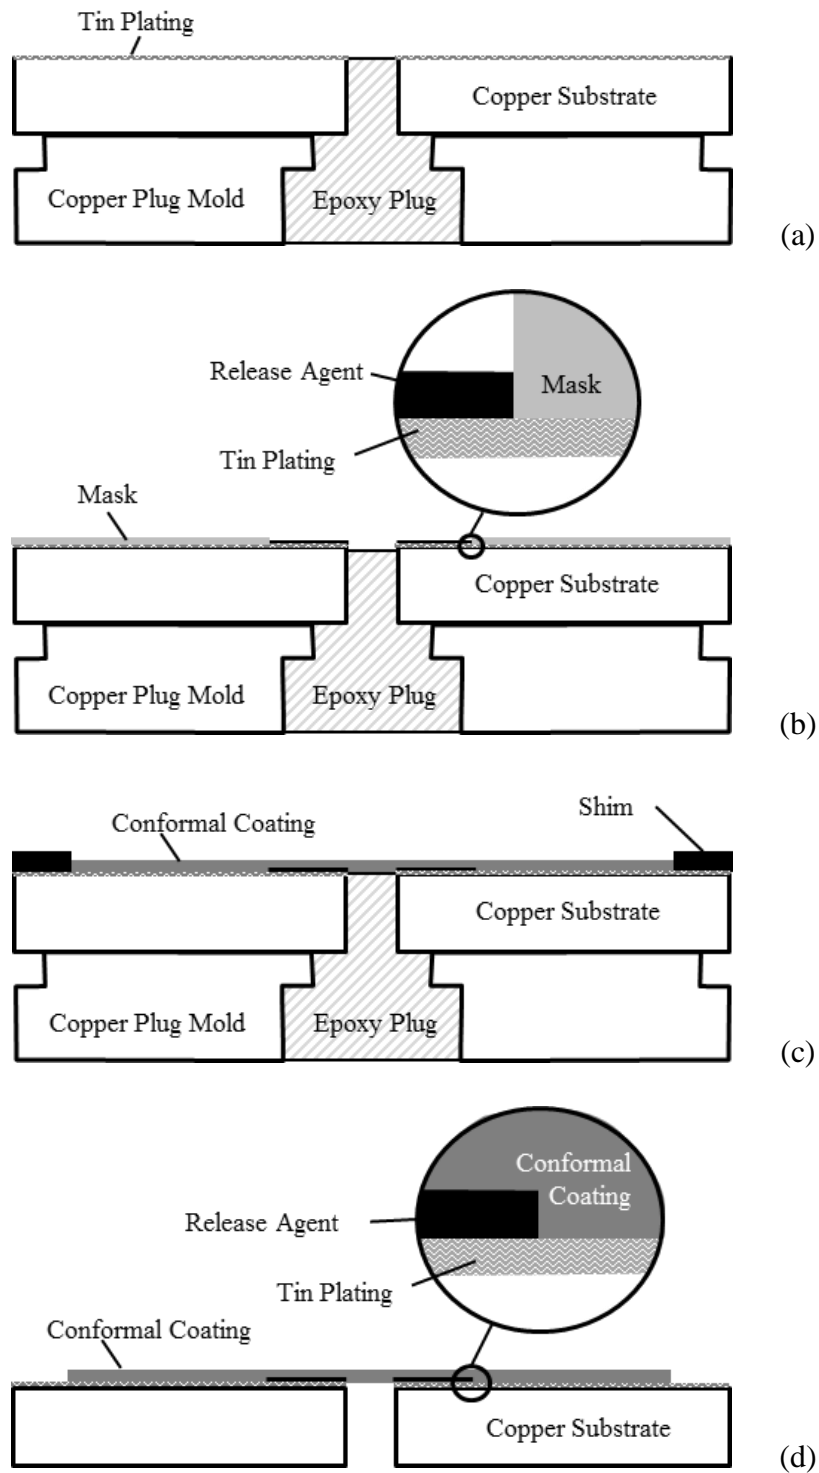 Tin Plating
Copper Substrate
Copper Plug Mold
Epoxy Plug
(a)
Release Agent
Mask
Tin Plating
Mask
Copper Substrate
Copper Plug Mold
Epoxy Plug
(b)
Shim
Conformal Coating
Copper Substrate
Copper Plug Mold
Epoxy Plug
(c)
Conformal
Coating
Release Agent
Tin Plating
Conformal Coating
Copper Substrate
(d)